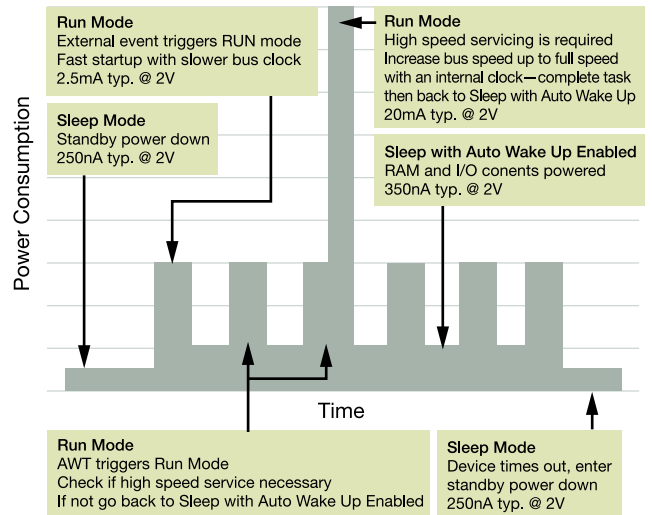 Run Mode
External event triggers RUN mode
Fast startup with slower bus clock
2.5mA typ. @ 2V
Run Mode
High speed servicing is required
Increase bus speed up to full speed
with an internal clock—complete task
then back to Sleep with Auto Wake Up
20mA typ. @ 2V
Sleep Mode
Standby power down
250nA typ. @ 2V
Sleep with Auto Wake Up Enabled
RAM and I/O conents powered
350nA typ. @ 2V
Power Consumption
Time
Run Mode
AWT triggers Run Mode
Check if high speed service necessary
If not go back to Sleep with Auto Wake Up Enabled
Sleep Mode
Device times out, enter
standby power down
250nA typ. @ 2V